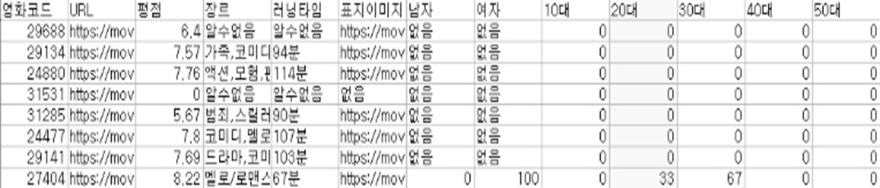 영화코드 URL 평점 장르 러닝타임 표지이미지 남자 여자 10대 20대 30대 40대 50대
29688 https://mov 6.4 알수없음 알수없음 https://mov 없음 없음 0 0 0 0 0
29134 https://mov 7.57 가족,코미디 94분 https://mov 없음 없음 0 0 0 0 0
24880 https://mov 7.76 액션,모험, 114분 https://mov 없음 없음 0 0 0 0 0
31531 https://mov 0 알수없음 알수없음 없음 없음 없음 0 0 0 0 0
31285 https://mov 5.67 범죄,스릴러 90분 https://mov 없음 없음 0 0 0 0 0
24477 https://mov 7.8 코미디,멜로 107분 https://mov 없음 없음 0 0 0 0 0
29141 https://mov 7.69 드라마,코미 103분 https://mov 없음 없음 0 0 0 0 0
27404 https://mov 8.22 멜로/로맨스 67분 https://mov 0 100 0 33 67 0 0